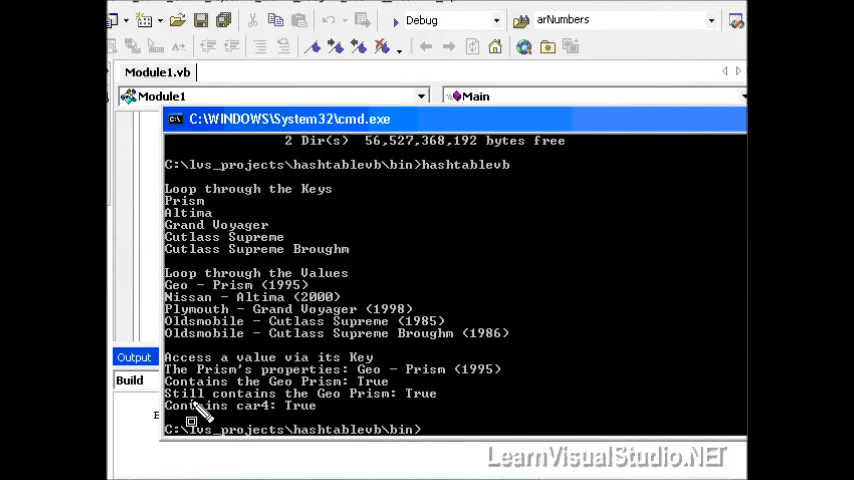 Debug
arNumbers
Module1.vb
Module1
Main
C:\WINDOWS\System32\cmd.exe
2 Dir(s) 56,527,368,192 bytes free
C:\lvs_projects\hashtablevb\bin>hashtablevb
Loop through the Keys
Prism
Altima
Grand Voyager
Cutlass Supreme
Cutlass Supreme Broughm
Loop through the Values
Geo - Prism (1995)
Nissan - Altima (2000)
Plymouth - Grand Voyager (1998)
Oldsmobile - Cutlass Supreme (1985)
Oldsmobile - Cutlass Supreme Broughm (1986)
Output
Access a value via its Key
The Prism's properties: Geo - Prism (1995)
Build
Contains the Geo Prism: True
Still contains the Geo Prism: True
Contains car4: True
C:\lvs_projects\hashtablevb\bin>
LearnVisualStudio.NET